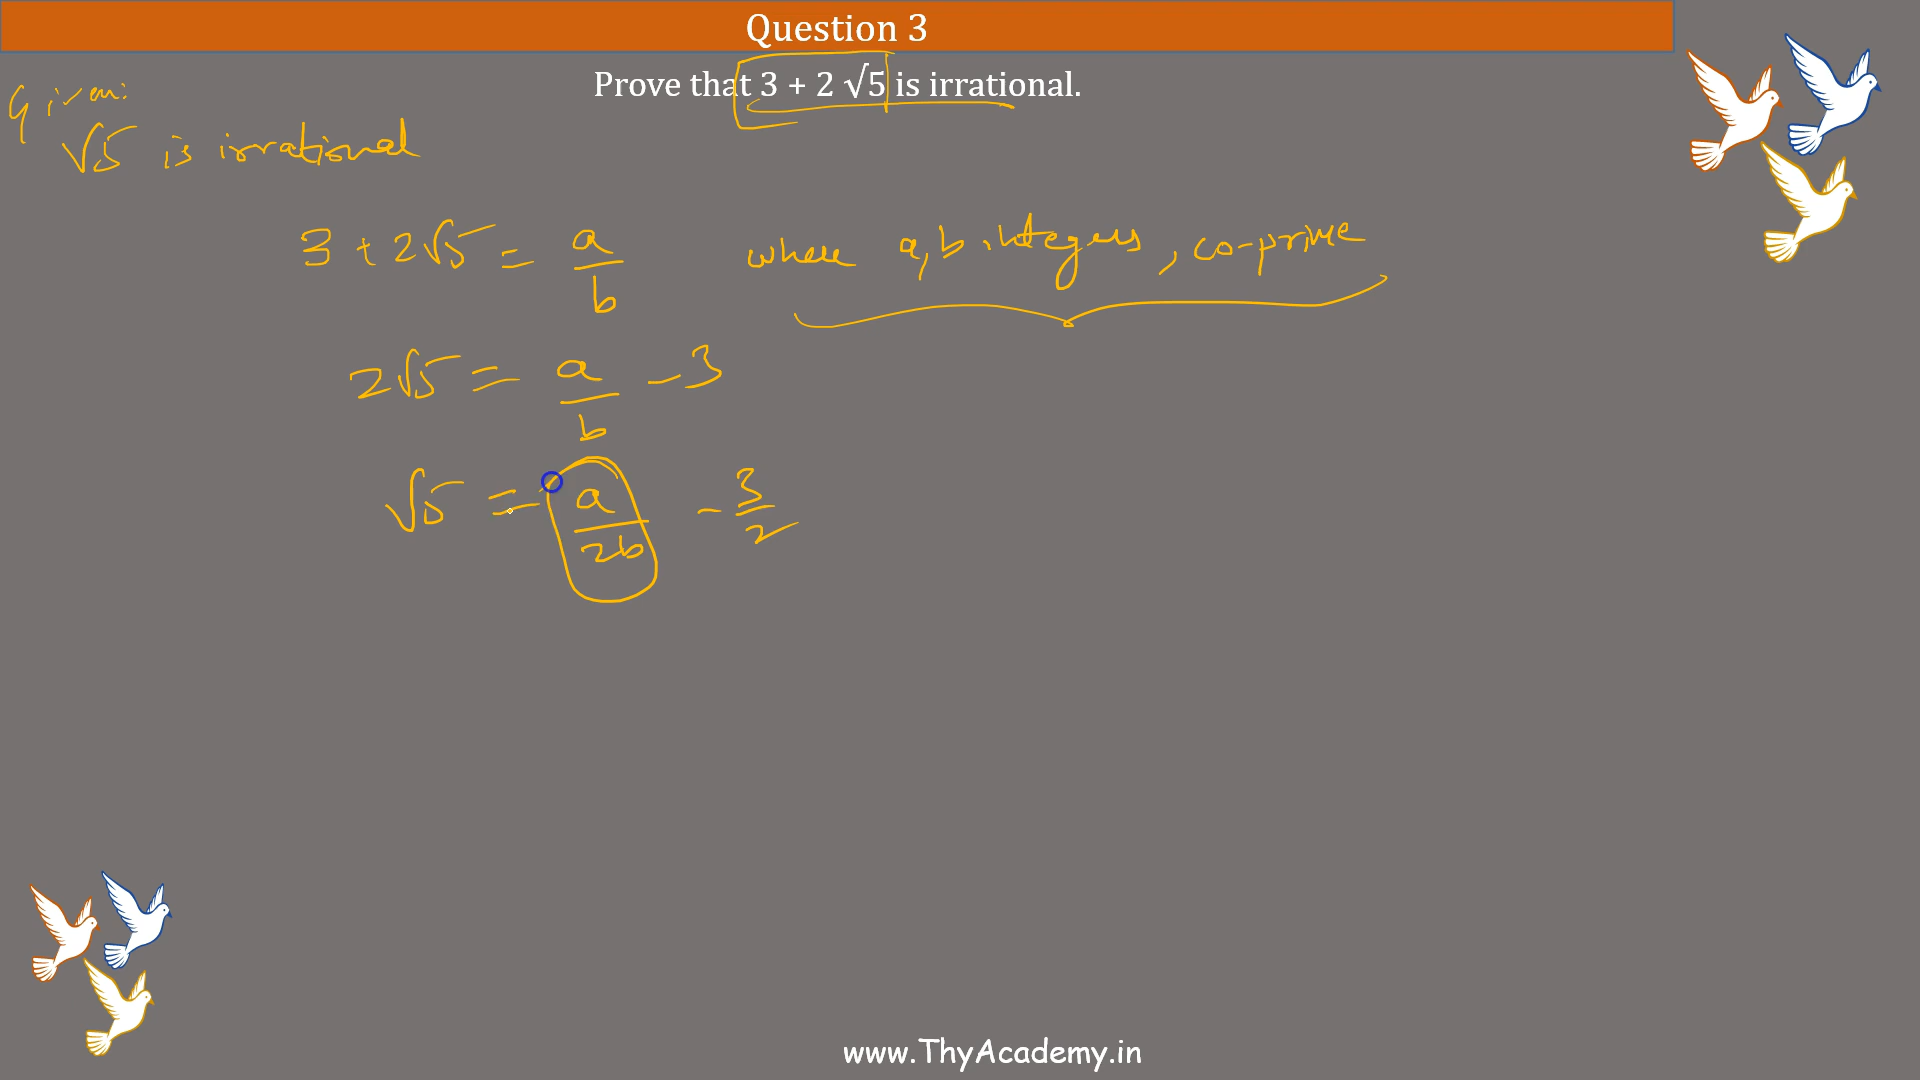 Question 3
Prove that 3 + 2 √5 is irrational.
Given:
√5 is irrational
3 + 2√5 = a/b where a, b integers, co-prime
2√5 = a/b - 3
√5 = a/2b - 3/2
www.ThyAcademy.in